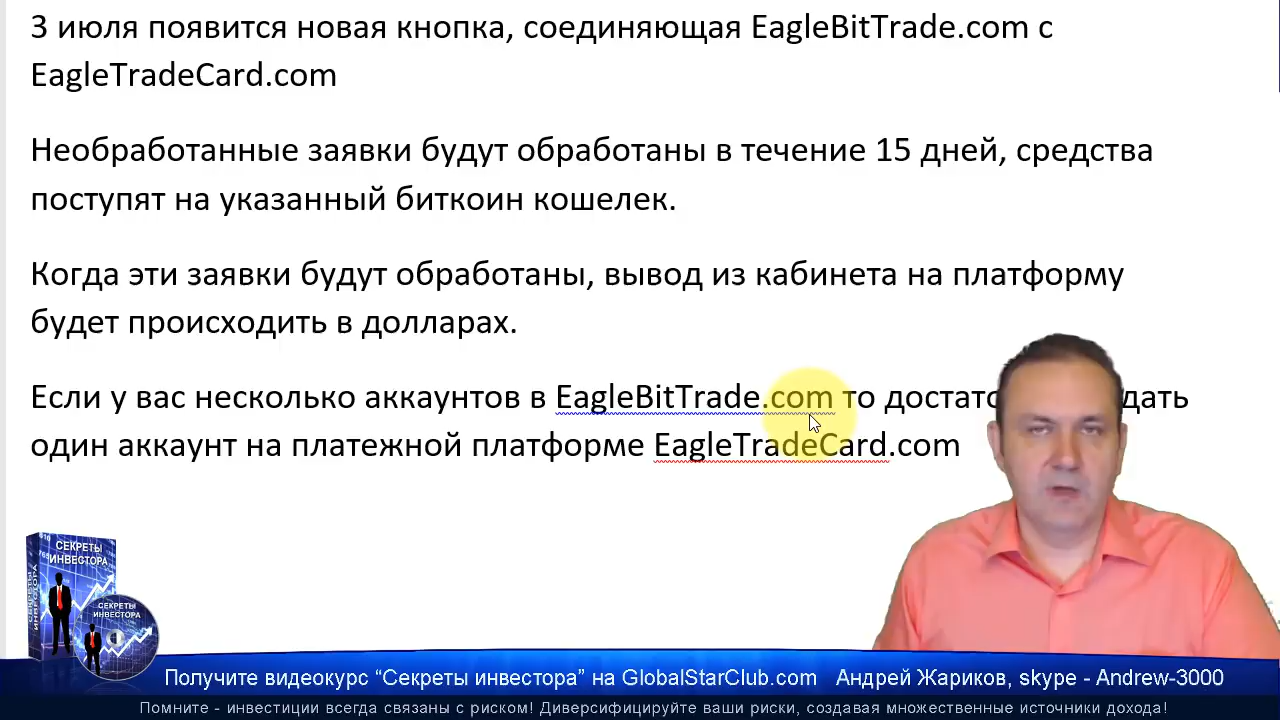 3 июля появится новая кнопка, соединяющая EagleBitTrade.com с
EagleTradeCard.com
Необработанные заявки будут обработаны в течение 15 дней, средства
поступят на указанный биткоин кошелек.
Когда эти заявки будут обработаны, вывод из кабинета на платформу
будет происходить в долларах.
Если у вас несколько аккаунтов в EagleBitTrade.com то
один аккаунт на платежной платформе EagleTradeCard.com
СЕКРЕТЫ
ИНВЕСТОРА
СЕКРЕТЫ
ИНВЕСТОРА
Получите видеокурс “Секреты инвестора” на GlobalStarClub.com Андрей Жариков, skype - Andrew-3000
Помните - инвестиции всегда связаны с риском! Диверсифицируйте ваши риски, создавая множественные источники дохода!